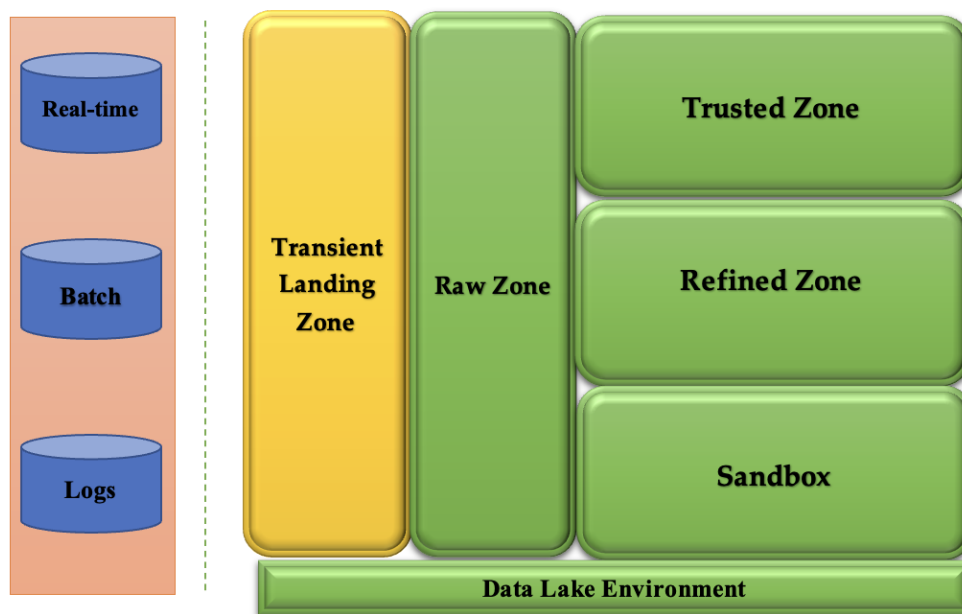 Real-time
Batch
Logs
Transient
Landing
Zone
Raw Zone
Trusted Zone
Refined Zone
Sandbox
Data Lake Environment